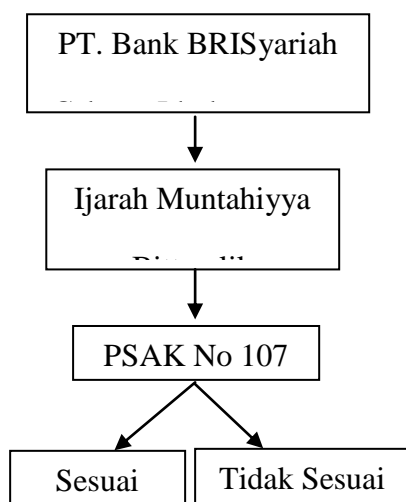 PT. Bank BRISyariah
Ijarah Muntahiyya
PSAK No 107
Sesuai
Tidak Sesuai